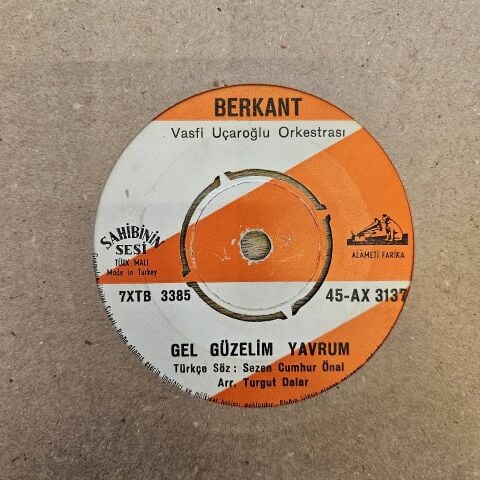 BERKANT
Vasfi Uçaroğlu Orkestrası
SAHİBİNİN
SESİ
TÜRK MALI
Made in Turkey
ALÂMETİ FARİKA
7XTB 3385
45-AX 3137
GEL GÜZELİM YAVRUM
Türkçe Söz : Sezen Cumhur Önal
Arr. Turgut Dalar